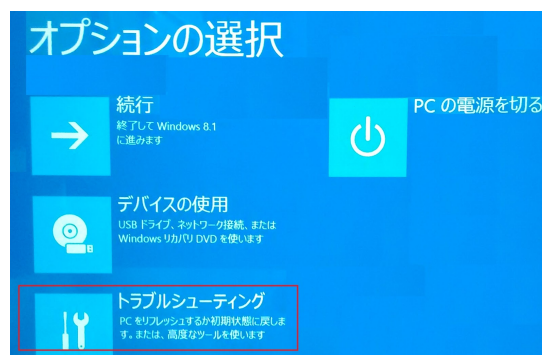 オプションの選択
続行
終了して Windows 8.1
に進みます
PC の電源を切る
デバイスの使用
USB ドライブ、ネットワーク接続、または
Windows リカバリ DVD を使います
トラブルシューティング
PC をリフレッシュするか初期状態に戻しま
す。または、高度なツールを使います